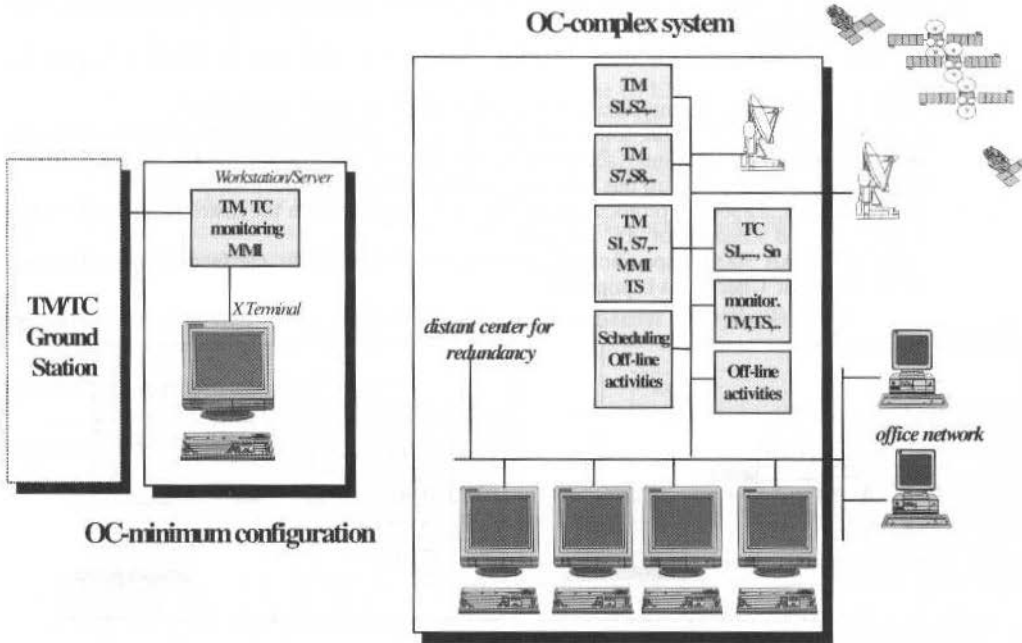 OC-complex system
TM
S1,S2,..
TM
S7,S8,..
TM
S1, S7,..
MMI
TS
Scheduling
Off-line
activities
TC
S1,..., Sn
monitor.
TM,TS,..
Off-line
activities
distant center for
redundancy
office network
Workstation/Server
TM, TC
monitoring
MMI
X Terminal
TM/TC
Ground
Station
OC-minimum configuration